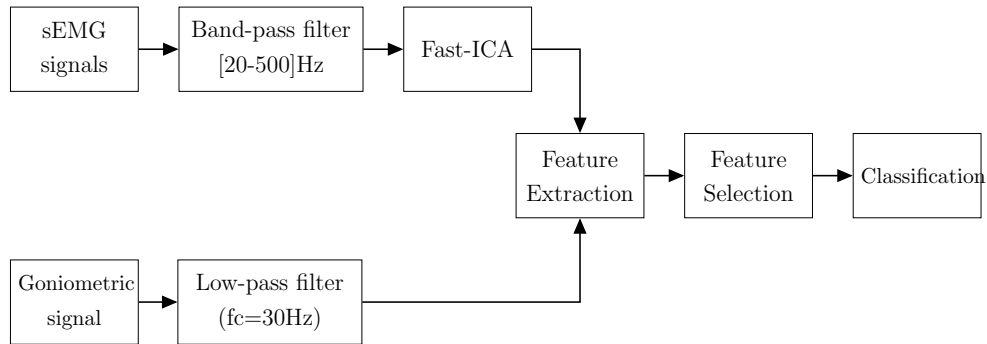 sEMG
signals
Band-pass filter
[20-500]Hz
Fast-ICA
Feature
Extraction
Feature
Selection
Classification
Goniometric
signal
Low-pass filter
(fc=30Hz)